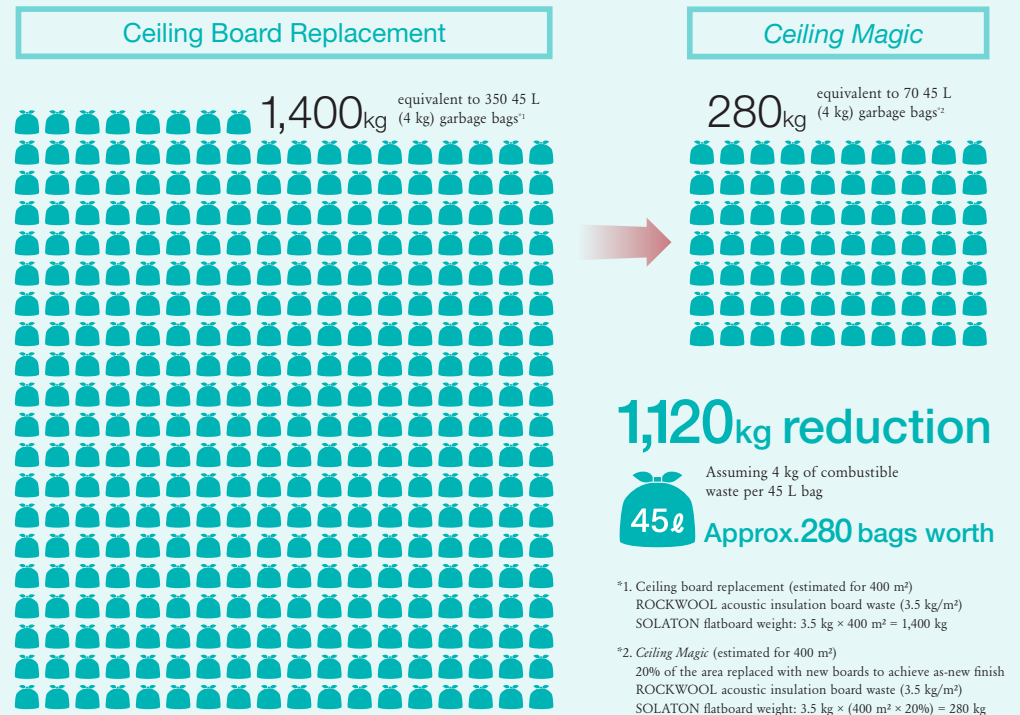 Ceiling Board Replacement
1,400kg
equivalent to 350 45 L
(4 kg) garbage bags*1
Ceiling Magic
280kg
equivalent to 70 45 L
(4 kg) garbage bags*2
1,120kg reduction
45ℓ
Assuming 4 kg of combustible
waste per 45 L bag
Approx.280 bags worth
*1. Ceiling board replacement (estimated for 400 m²)
ROCKWOOL acoustic insulation board waste (3.5 kg/m²)
SOLATON flatboard weight: 3.5 kg × 400 m² = 1,400 kg
*2. Ceiling Magic (estimated for 400 m²)
20% of the area replaced with new boards to achieve as-new finish
ROCKWOOL acoustic insulation board waste (3.5 kg/m²)
SOLATON flatboard weight: 3.5 kg × (400 m² × 20%) = 280 kg